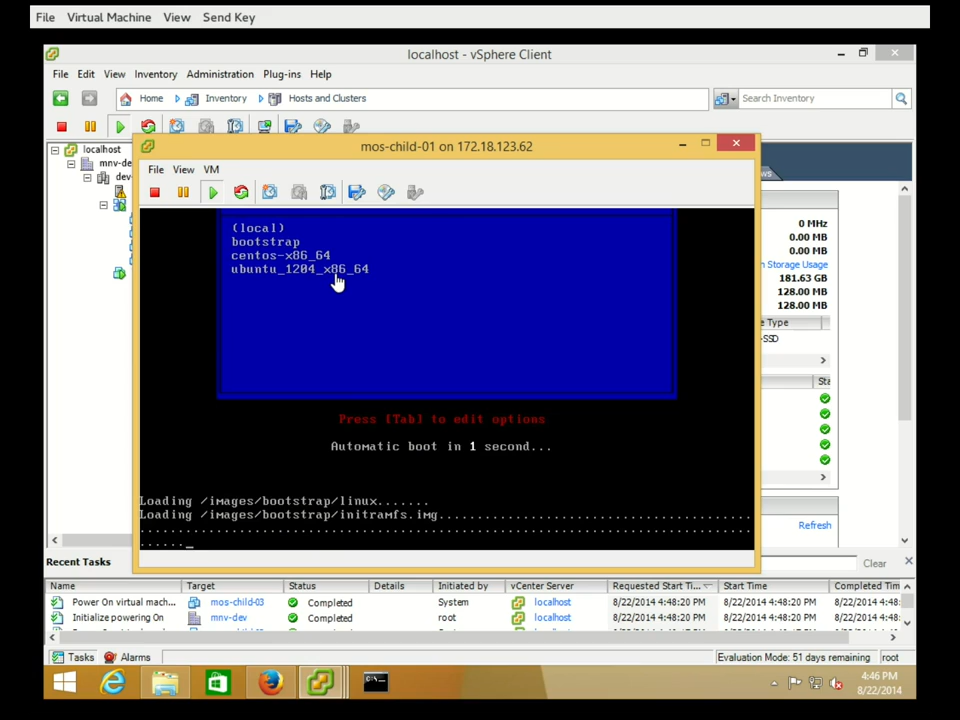 File Virtual Machine View Send Key
localhost - vSphere Client
File Edit View Inventory Administration Plug-ins Help
Home Inventory Hosts and Clusters Search Inventory
localhost
mnv-de
dev
mos-child-01 on 172.18.123.62
File View VM
(local)
bootstrap
centos-x86_64
ubuntu_1204_x86_64
Press [Tab] to edit options
Automatic boot in 1 second...
Loading /images/bootstrap/linux.......
Loading /images/bootstrap/initramfs.img.............................................
................................................................................
......_
0 MHz
0.00 MB
0.00 MB
n Storage Usage
181.63 GB
128.00 MB
128.00 MB
e Type
-SSD
Sta
Refresh
Recent Tasks
Clear
Name Target Status Details Initiated by vCenter Server Requested Start Ti... Start Time Completed Tim
Power On virtual mach... mos-child-03 Completed System localhost 8/22/2014 4:48:20 PM 8/22/2014 4:48:20 PM 8/22/2014 4:48
Initialize powering On mnv-dev Completed root localhost 8/22/2014 4:48:20 PM 8/22/2014 4:48:20 PM 8/22/2014 4:48
Tasks Alarms Evaluation Mode: 51 days remaining root
4:46 PM
8/22/2014